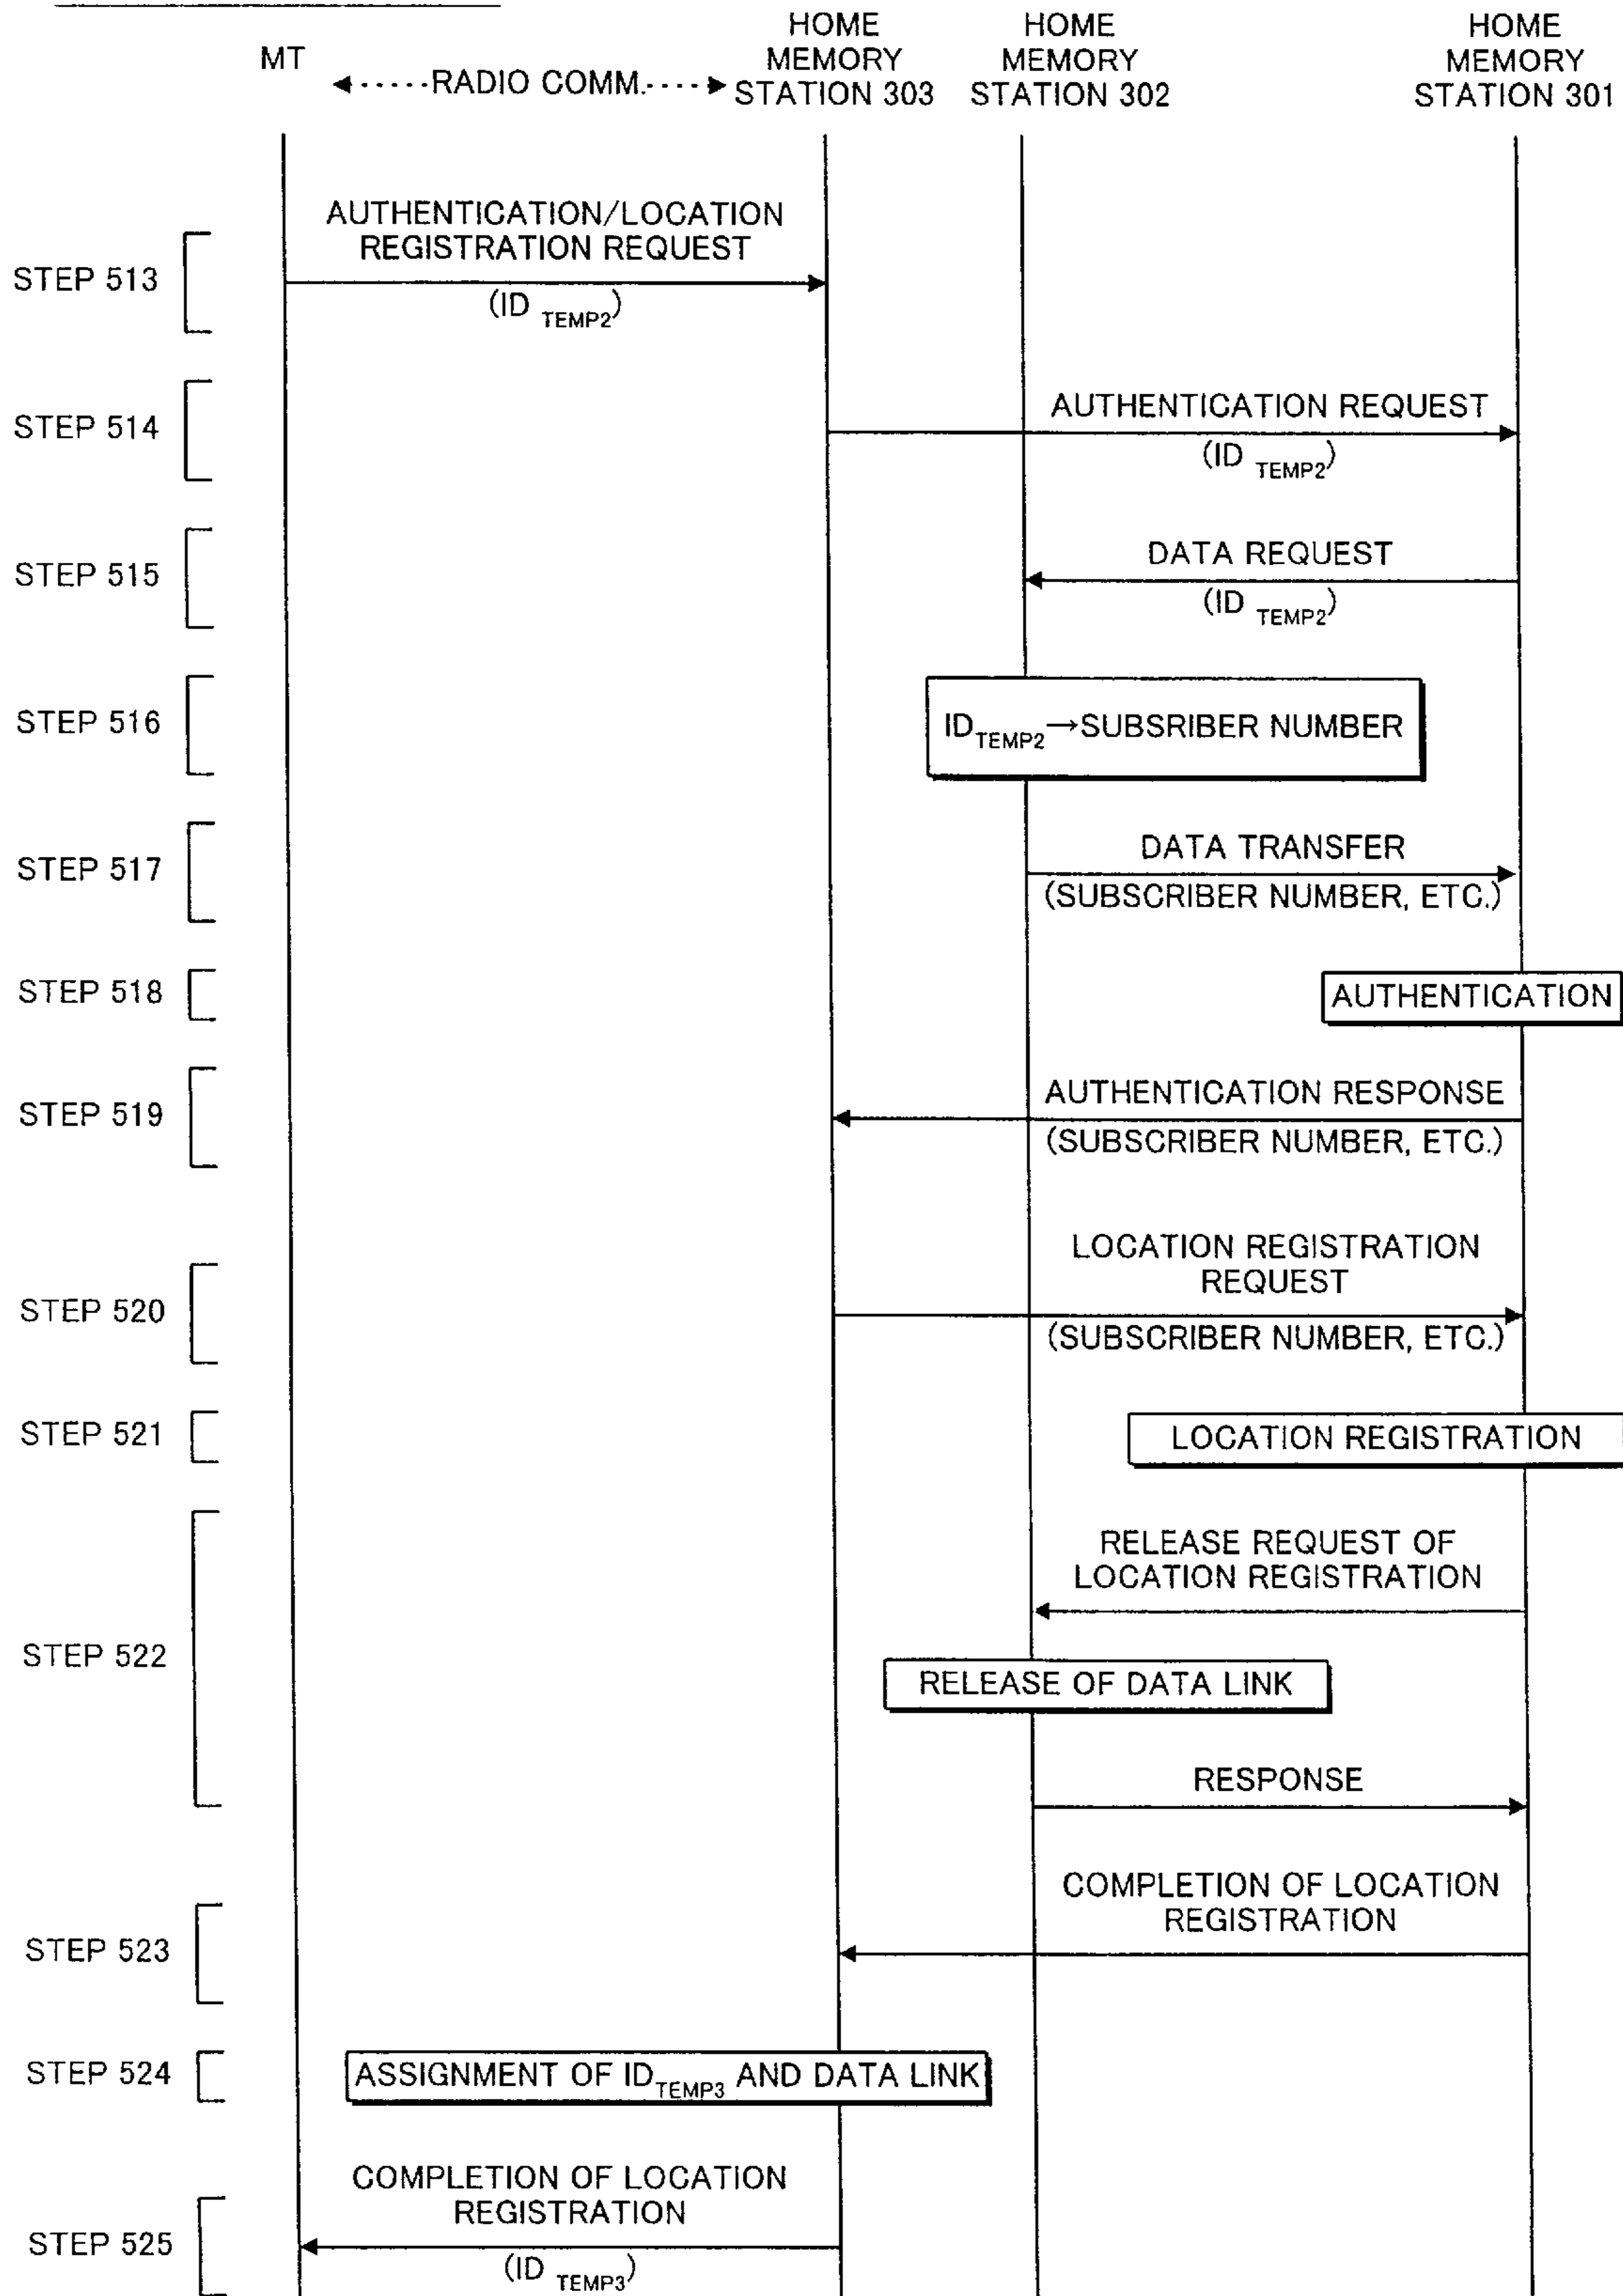 MT
◄-----RADIO COMM.----►
HOME
MEMORY
STATION 303
HOME
MEMORY
STATION 302
HOME
MEMORY
STATION 301
STEP 513
AUTHENTICATION/LOCATION
REGISTRATION REQUEST
(ID TEMP2)
STEP 514
AUTHENTICATION REQUEST
(ID TEMP2)
STEP 515
DATA REQUEST
(ID TEMP2)
STEP 516
IDTEMP2→SUBSRIBER NUMBER
STEP 517
DATA TRANSFER
(SUBSCRIBER NUMBER, ETC.)
STEP 518
AUTHENTICATION
STEP 519
AUTHENTICATION RESPONSE
(SUBSCRIBER NUMBER, ETC.)
STEP 520
LOCATION REGISTRATION
REQUEST
(SUBSCRIBER NUMBER, ETC.)
STEP 521
LOCATION REGISTRATION
STEP 522
RELEASE REQUEST OF
LOCATION REGISTRATION
RELEASE OF DATA LINK
RESPONSE
STEP 523
COMPLETION OF LOCATION
REGISTRATION
STEP 524
ASSIGNMENT OF IDTEMP3 AND DATA LINK
STEP 525
COMPLETION OF LOCATION
REGISTRATION
(ID TEMP3)